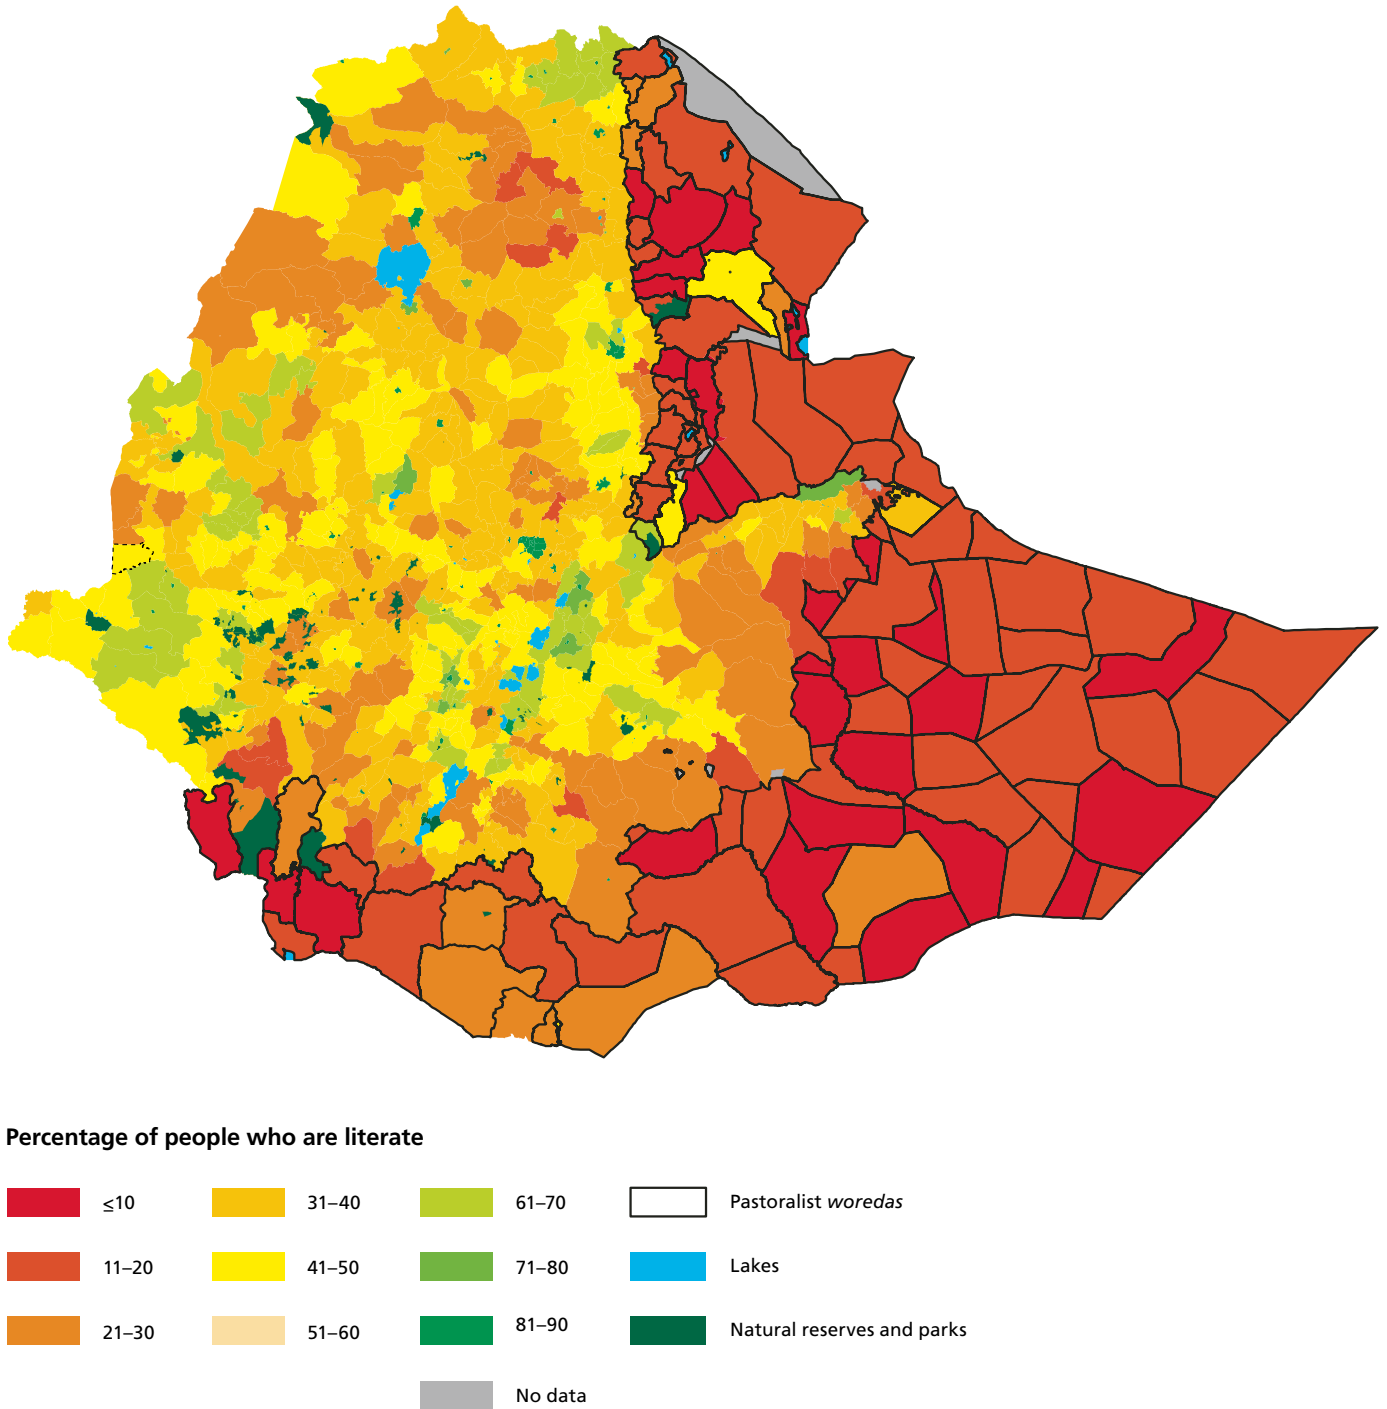 Percentage of people who are literate
≤10
31–40
61–70
Pastoralist woredas
11–20
41–50
71–80
Lakes
21–30
51–60
81–90
Natural reserves and parks
No data